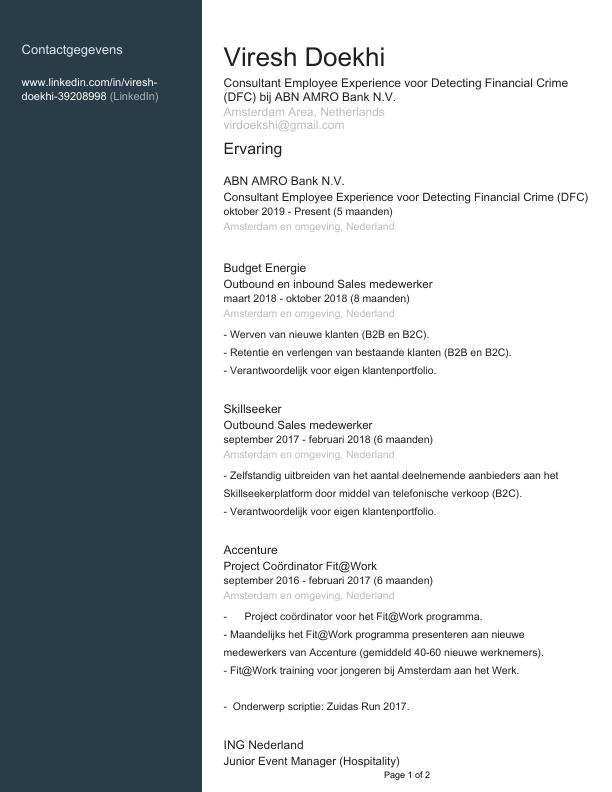 Contactgegevens
www.linkedin.com/in/viresh-
doekhi-39208998 (LinkedIn)
Viresh Doekhi
Consultant Employee Experience voor Detecting Financial Crime
(DFC) bij ABN AMRO Bank N.V.
Amsterdam Area, Netherlands
virdoekshi@gmail.com
Ervaring
ABN AMRO Bank N.V.
Consultant Employee Experience voor Detecting Financial Crime (DFC)
oktober 2019 - Present (5 maanden)
Amsterdam en omgeving, Nederland
Budget Energie
Outbound en inbound Sales medewerker
maart 2018 - oktober 2018 (8 maanden)
Amsterdam en omgeving, Nederland
- Werven van nieuwe klanten (B2B en B2C).
- Retentie en verlengen van bestaande klanten (B2B en B2C).
- Verantwoordelijk voor eigen klantenportfolio.
Skillseeker
Outbound Sales medewerker
september 2017 - februari 2018 (6 maanden)
Amsterdam en omgeving, Nederland
- Zelfstandig uitbreiden van het aantal deelnemende aanbieders aan het
Skillseekerplatform door middel van telefonische verkoop (B2C).
- Verantwoordelijk voor eigen klantenportfolio.
Accenture
Project Coördinator Fit@Work
september 2016 - februari 2017 (6 maanden)
Amsterdam en omgeving, Nederland
- Project coördinator voor het Fit@Work programma.
- Maandelijks het Fit@Work programma presenteren aan nieuwe
medewerkers van Accenture (gemiddeld 40-60 nieuwe werknemers).
- Fit@Work training voor jongeren bij Amsterdam aan het Werk.
- Onderwerp scriptie: Zuidas Run 2017.
ING Nederland
Junior Event Manager (Hospitality)
Page 1 of 2